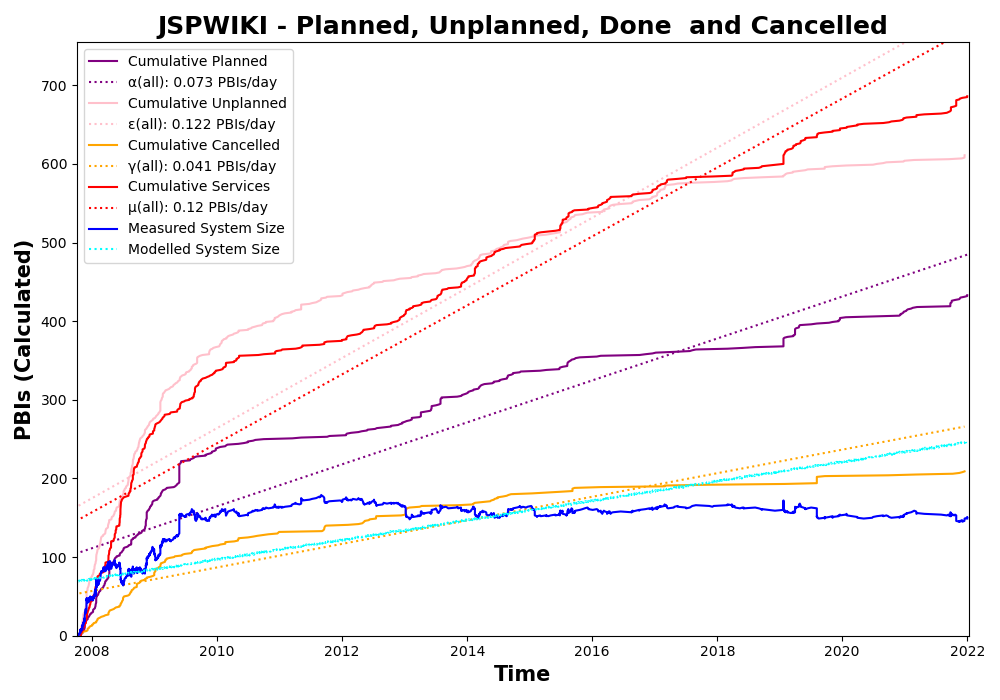 JSPWIKI - Planned, Unplanned, Done  and Cancelled
PBIs (Calculated)
700
600
500
400
300
200
100
0
Cumulative Planned
α(all): 0.073 PBIs/day
Cumulative Unplanned
ε(all): 0.122 PBIs/day
Cumulative Cancelled
γ(all): 0.041 PBIs/day
Cumulative Services
μ(all): 0.12 PBIs/day
Measured System Size
Modelled System Size
2008 2010 2012 2014 2016 2018 2020 2022
Time